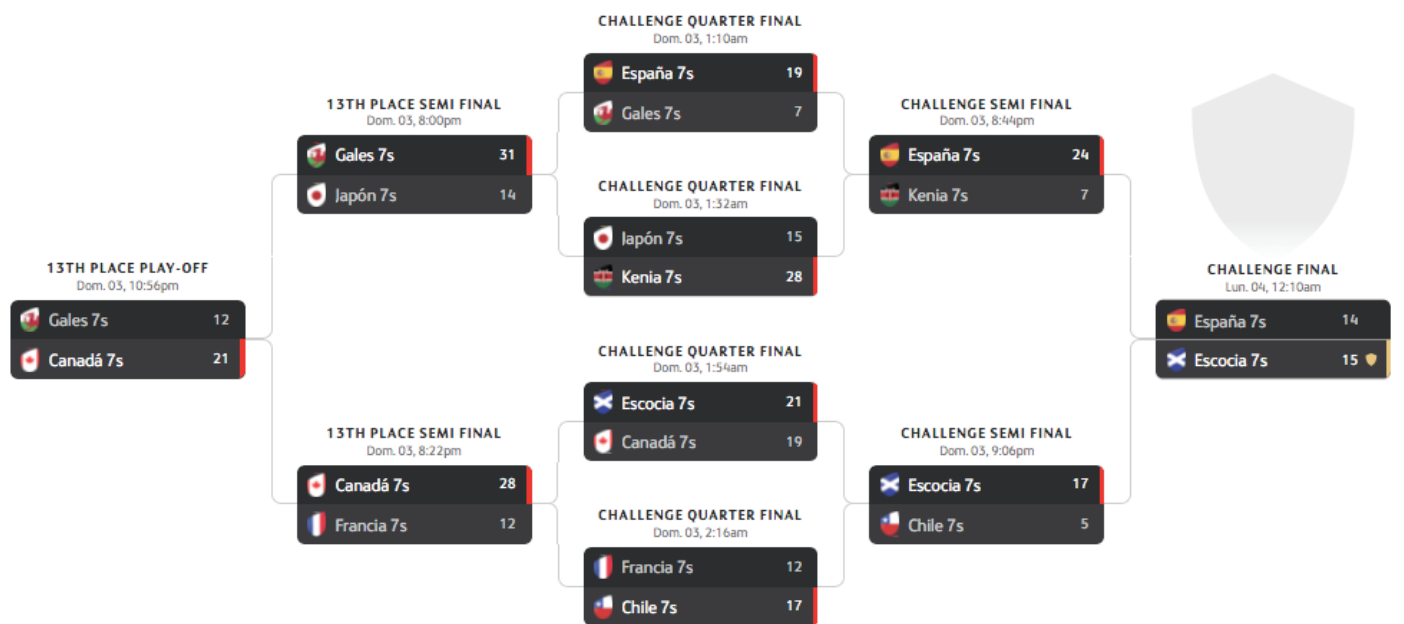 CHALLENGE QUARTER FINAL
Dom. 03, 1:10am
España 7s 19
Gales 7s 7
13TH PLACE SEMI FINAL
Dom. 03, 8:00pm
Gales 7s 31
Japón 7s 14
CHALLENGE SEMI FINAL
Dom. 03, 8:44pm
España 7s 24
Kenia 7s 7
CHALLENGE QUARTER FINAL
Dom. 03, 1:32am
Japón 7s 15
Kenia 7s 28
13TH PLACE PLAY-OFF
Dom. 03, 10:56pm
Gales 7s 12
Canadá 7s 21
CHALLENGE FINAL
Lun. 04, 12:10am
España 7s 14
Escocia 7s 15
CHALLENGE QUARTER FINAL
Dom. 03, 1:54am
Escocia 7s 21
Canadá 7s 19
13TH PLACE SEMI FINAL
Dom. 03, 8:22pm
Canadá 7s 28
Francia 7s 12
CHALLENGE SEMI FINAL
Dom. 03, 9:06pm
Escocia 7s 17
Chile 7s 5
CHALLENGE QUARTER FINAL
Dom. 03, 2:16am
Francia 7s 12
Chile 7s 17